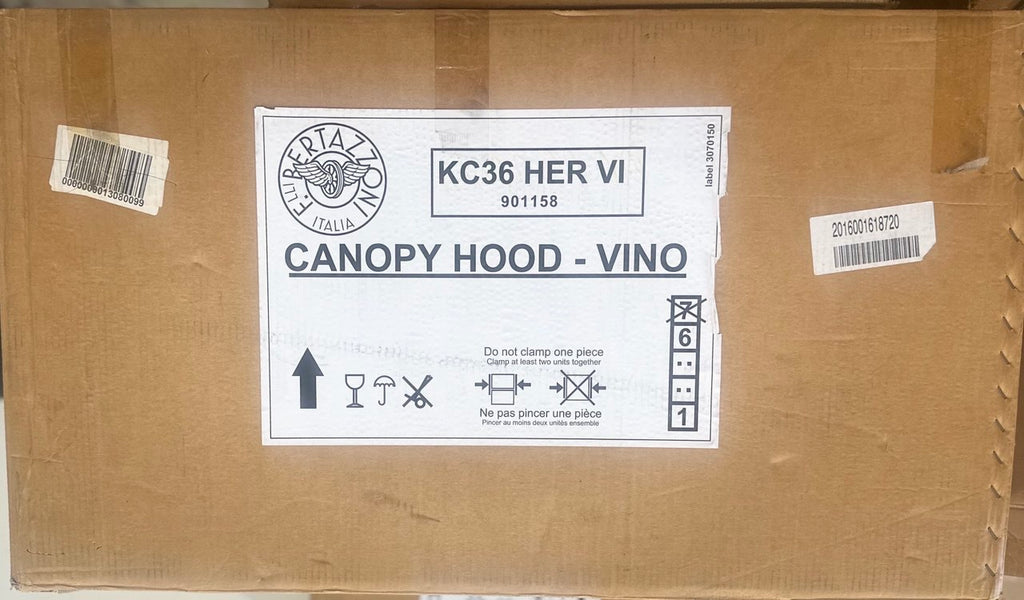 F.LLI BERTAZZONI
ITALIA
KC36 HER VI
901158
label 3070150
CANOPY HOOD - VINO
0000000013080099
2016001618720
7
6
:
:
1
Do not clamp one piece
Clamp at least two units together
Ne pas pincer une pièce
Pincer au moins deux unités ensemble